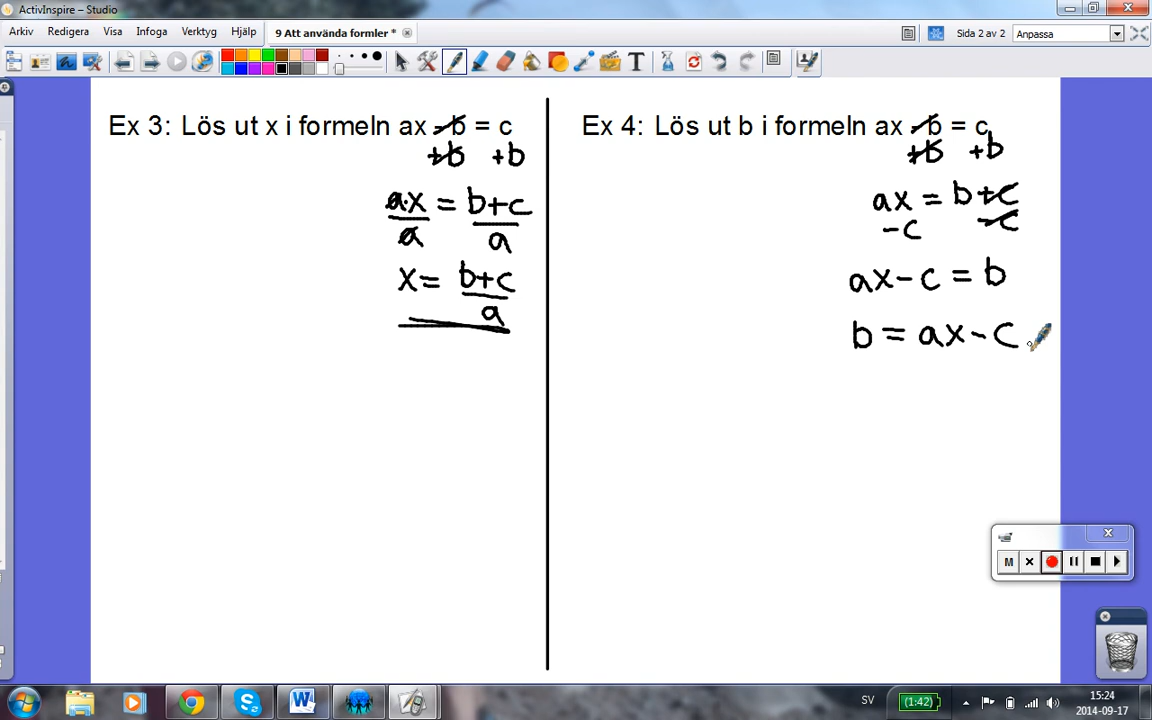 ActivInspire – Studio
Arkiv Redigera Visa Infoga Verktyg Hjälp
9 Att använda formler *
Sida 2 av 2
Anpassa
Ex 3: Lös ut x i formeln ax - b = c
+b +b
a·x = b+c
a a
x = b+c
a
Ex 4: Lös ut b i formeln ax - b = c
+b +b
ax = b+c
-c -c
ax-c = b
b = ax-c
M
SV
(1:42)
15:24
2014-09-17